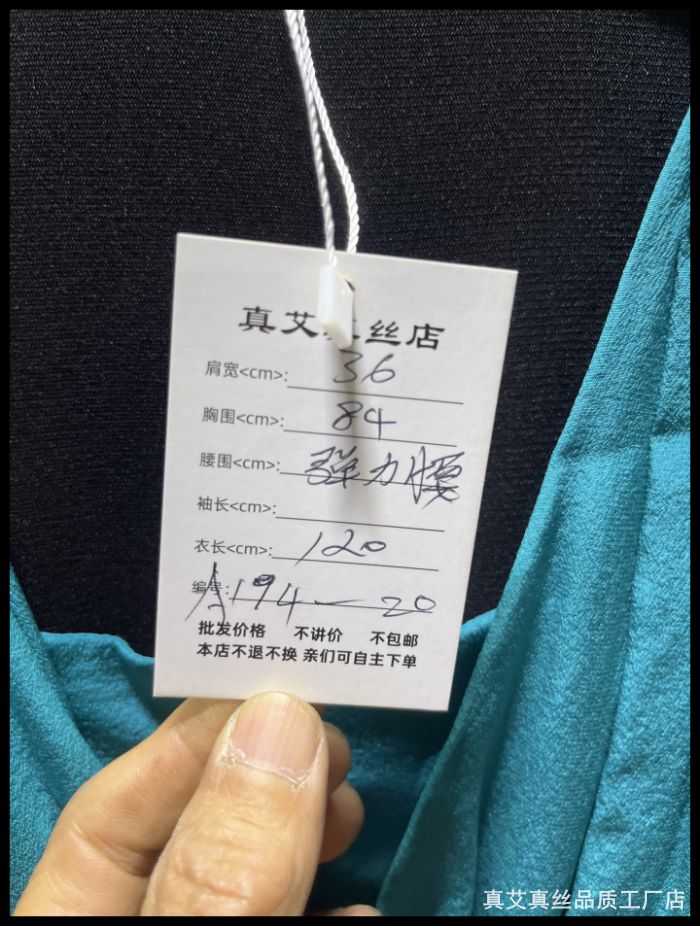 真艾真丝店
肩宽<cm>: 36
胸围<cm>: 84
腰围<cm>: 弹力腰
袖长<cm>:
衣长<cm>: 120
编号: A194—20
批发价格 不讲价 不包邮
本店不退不换 亲们可自主下单
真艾真丝品质工厂店